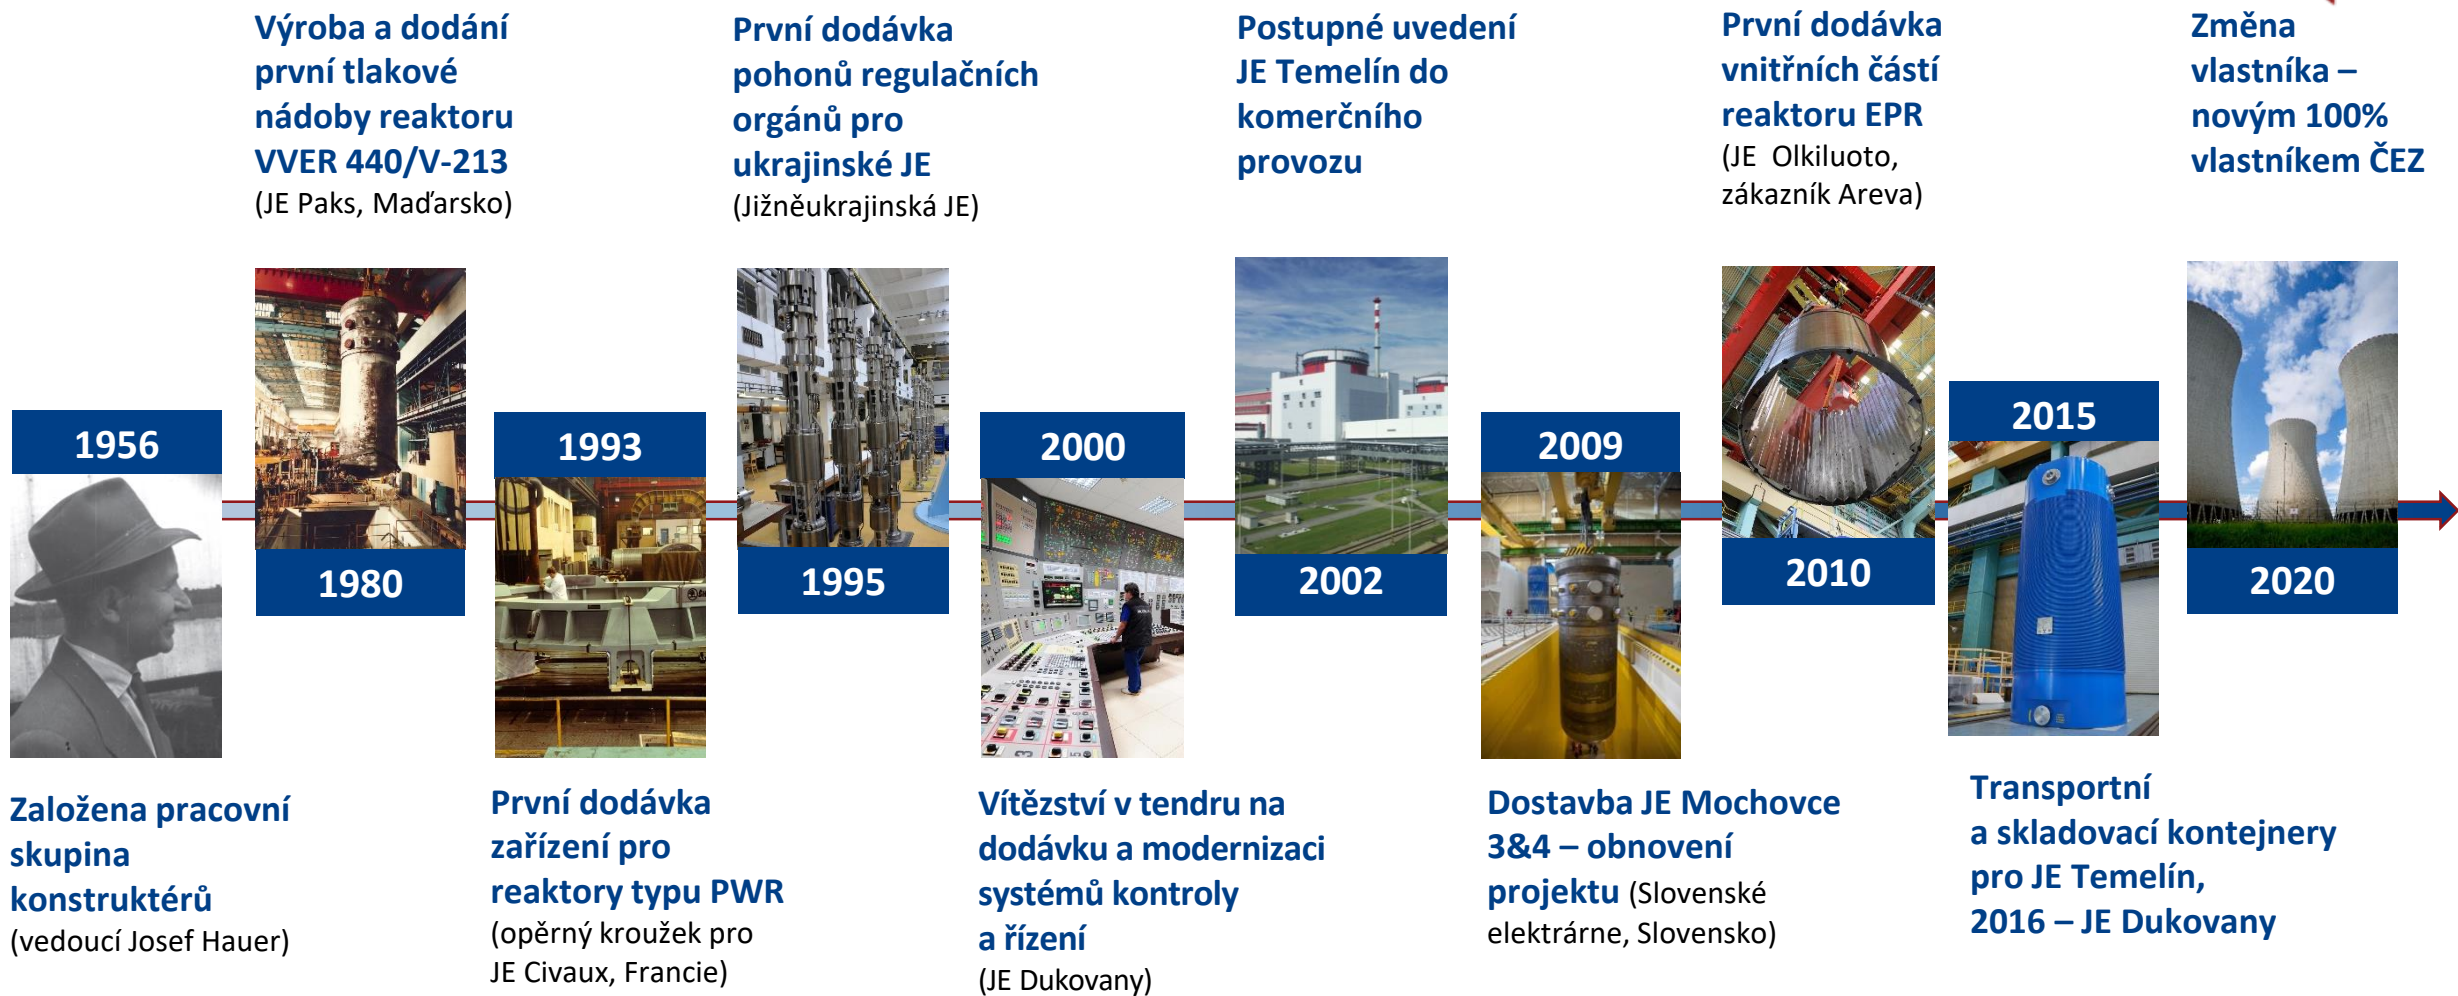 Výroba a dodání
první tlakové
nádoby reaktoru
VVER 440/V-213
(JE Paks, Maďarsko)
První dodávka
pohonů regulačních
orgánů pro
ukrajinské JE
(Jižněukrajinská JE)
Postupné uvedení
JE Temelín do
komerčního
provozu
První dodávka
vnitřních částí
reaktoru EPR
(JE Olkiluoto,
zákazník Areva)
Změna
vlastníka –
novým 100%
vlastníkem ČEZ
1956
1980
1993
1995
2000
2002
2009
2010
2015
2020
Založena pracovní
skupina
konstruktérů
(vedoucí Josef Hauer)
První dodávka
zařízení pro
reaktory typu PWR
(opěrný kroužek pro
JE Civaux, Francie)
Vítězství v tendru na
dodávku a modernizaci
systémů kontroly
a řízení
(JE Dukovany)
Dostavba JE Mochovce
3&4 – obnovení
projektu (Slovenské
elektrárne, Slovensko)
Transportní
a skladovací kontejnery
pro JE Temelín,
2016 – JE Dukovany